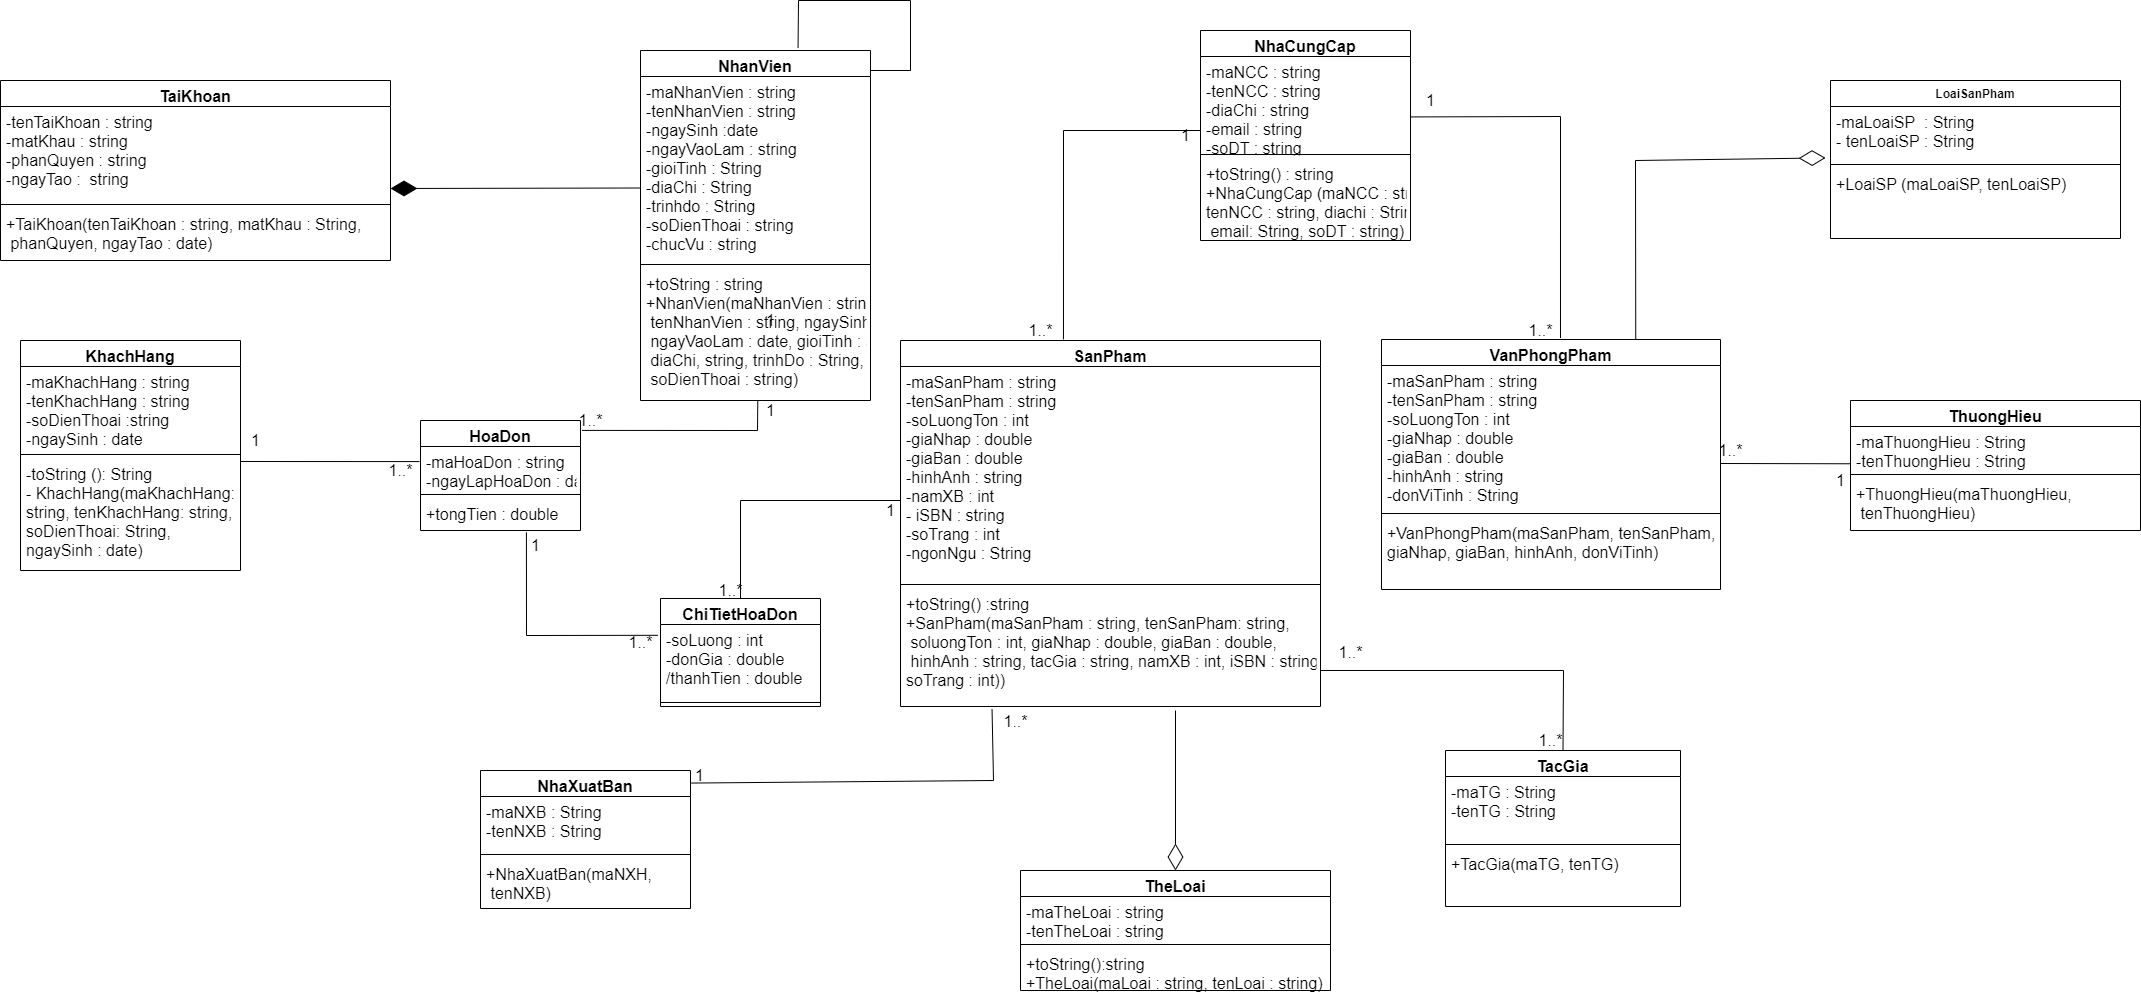 TaiKhoan
-tenTaiKhoan : string
-matKhau : string
-phanQuyen : string
-ngayTao :  string
+TaiKhoan(tenTaiKhoan : string, matKhau : String,
phanQuyen, ngayTao : date)
NhanVien
-maNhanVien : string
-tenNhanVien : string
-ngaySinh :date
-ngayVaoLam : string
-gioiTinh : String
-diaChi : String
-trinhdo : String
-soDienThoai : string
-chucVu : string
+toString : string
+NhanVien(maNhanVien : strin
tenNhanVien : string, ngaySinh
1
ngayVaoLam : date, gioiTinh :
diaChi, string, trinhDo : String,
soDienThoai : string)
1
1..*
NhaCungCap
-maNCC : string
-tenNCC : string
-diaChi : string
-email : string
-soDT : string
+toString() : string
+NhaCungCap (maNCC : stri
tenNCC : string, diachi : Strin
email: String, soDT : string)
1
1
1..*
1..*
LoaiSanPham
-maLoaiSP  : String
- tenLoaiSP : String
+LoaiSP (maLoaiSP, tenLoaiSP)
KhachHang
-maKhachHang : string
-tenKhachHang : string
-soDienThoai :string
-ngaySinh : date
-toString (): String
- KhachHang(maKhachHang:
string, tenKhachHang: string,
soDienThoai: String,
ngaySinh : date)
1
1..*
HoaDon
-maHoaDon : string
-ngayLapHoaDon : da
+tongTien : double
1
1..*
SanPham
-maSanPham : string
-tenSanPham : string
-soLuongTon : int
-giaNhap : double
-giaBan : double
-hinhAnh : string
-namXB : int
- iSBN : string
-soTrang : int
-ngonNgu : String
+toString() :string
+SanPham(maSanPham : string, tenSanPham: string,
soluongTon : int, giaNhap : double, giaBan : double,
hinhAnh : string, tacGia : string, namXB : int, iSBN : string
soTrang : int))
1
1..*
ChiTietHoaDon
-soLuong : int
-donGia : double
/thanhTien : double
VanPhongPham
-maSanPham : string
-tenSanPham : string
-soLuongTon : int
-giaNhap : double
-giaBan : double
-hinhAnh : string
-donViTinh : String
+VanPhongPham(maSanPham, tenSanPham,
giaNhap, giaBan, hinhAnh, donViTinh)
1..*
1
ThuongHieu
-maThuongHieu : String
-tenThuongHieu : String
+ThuongHieu(maThuongHieu,
tenThuongHieu)
1..*
1..*
TacGia
-maTG : String
-tenTG : String
+TacGia(maTG, tenTG)
1..*
1
NhaXuatBan
-maNXB : String
-tenNXB : String
+NhaXuatBan(maNXH,
tenNXB)
TheLoai
-maTheLoai : string
-tenTheLoai : string
+toString():string
+TheLoai(maLoai : string, tenLoai : string)